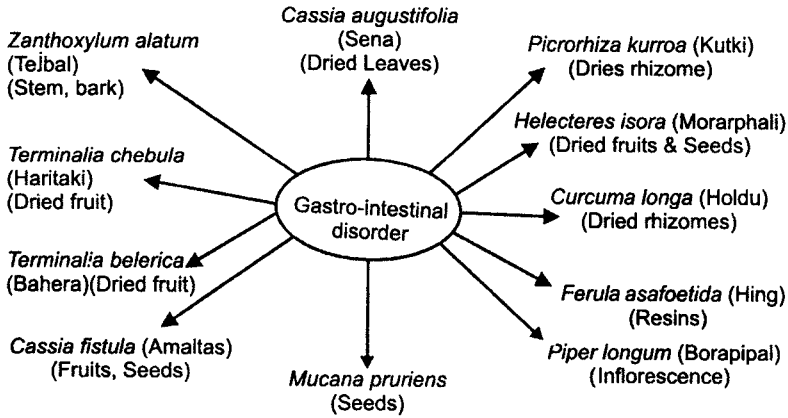 Zanthoxylum alatum
(Tejbal)
(Stem, bark)
Cassia augustifolia
(Sena)
(Dried Leaves)
Picrorhiza kurroa (Kutki)
(Dries rhizome)
Helecteres isora (Morarphali)
(Dried fruits & Seeds)
Terminalia chebula
(Haritaki)
(Dried fruit)
Gastro-intestinal
disorder
Curcuma longa (Holdu)
(Dried rhizomes)
Terminalia belerica
(Bahera)(Dried fruit)
Ferula asafoetida (Hing)
(Resins)
Cassia fistula (Amaltas)
(Fruits, Seeds)
Mucana pruriens
(Seeds)
Piper longum (Borapipal)
(Inflorescence)